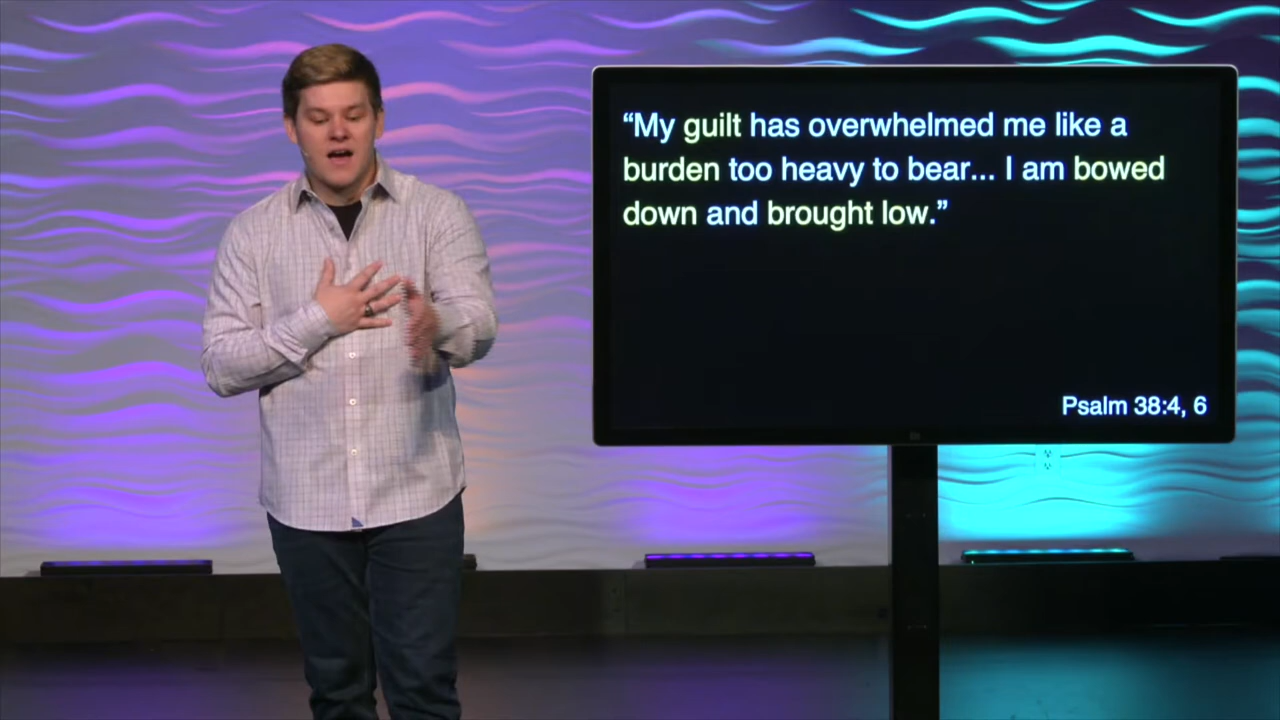 “My guilt has overwhelmed me like a
burden too heavy to bear... I am bowed
down and brought low.”
Psalm 38:4, 6